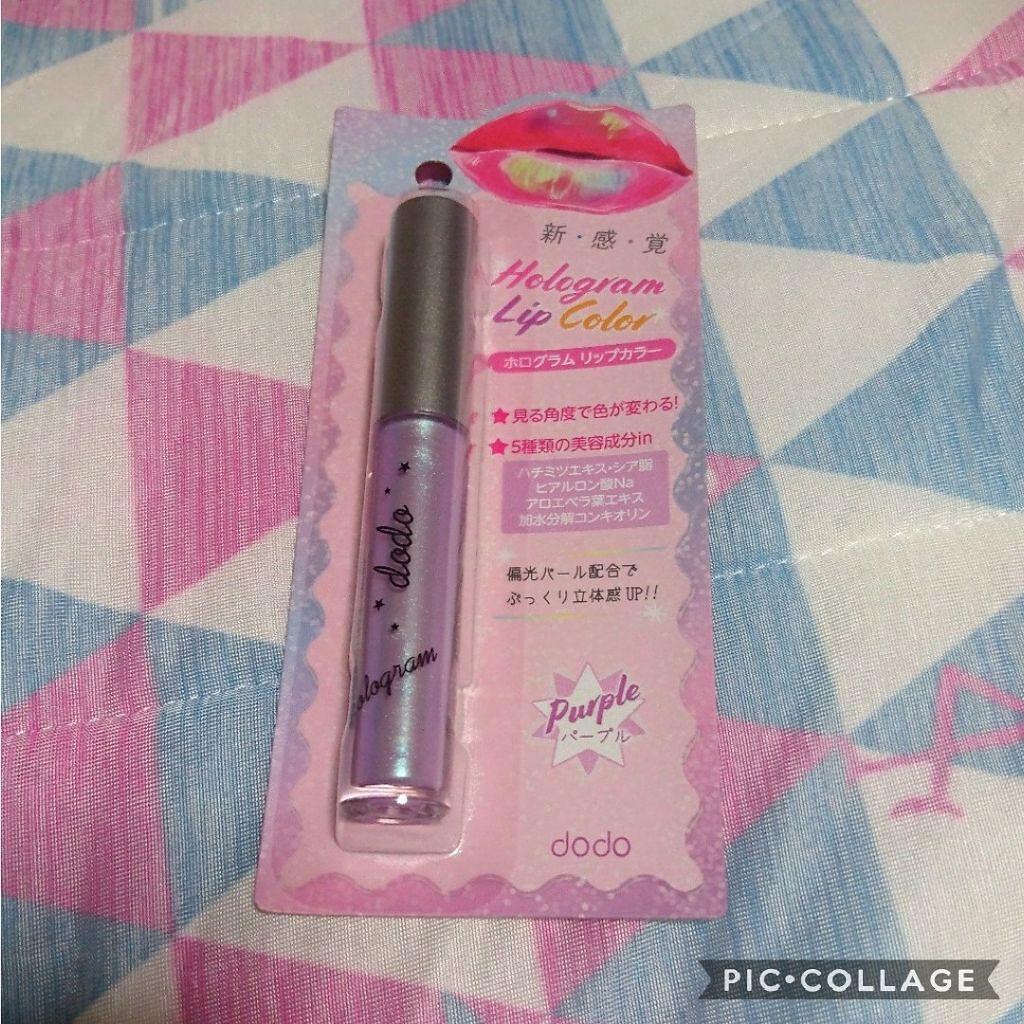 新・感・覚
Hologram
Lip Color
ホログラム リップカラー
★見る角度で色が変わる!
★5種類の美容成分in
ハチミツエキス・シア脂
ヒアルロン酸Na
アロエベラ葉エキス
加水分解コンキオリン
偏光パール配合で
ぷっくり立体感UP!!
Purple
パープル
dodo
dodo
ologram
PIC•COLLAGE